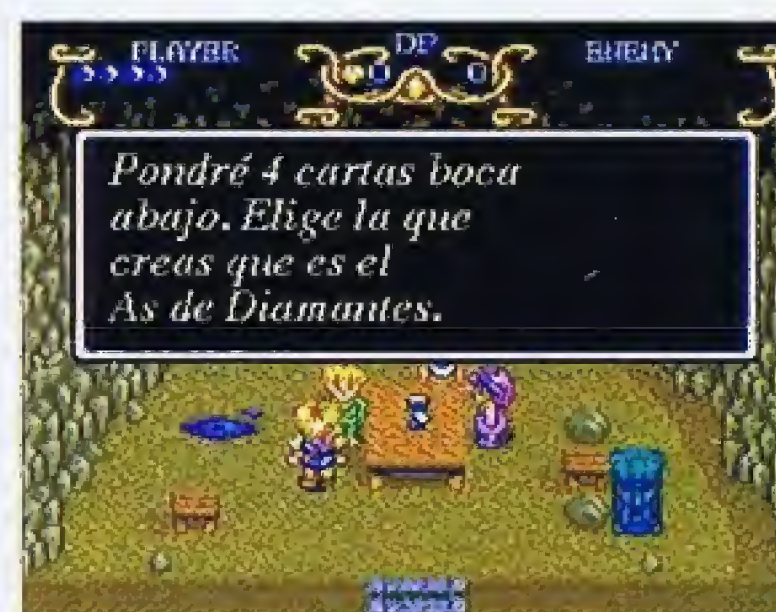 PLAYER DP ENEMY
Pondré 4 cartas boca
abajo. Elige la que
creas que es el
As de Diamantes.